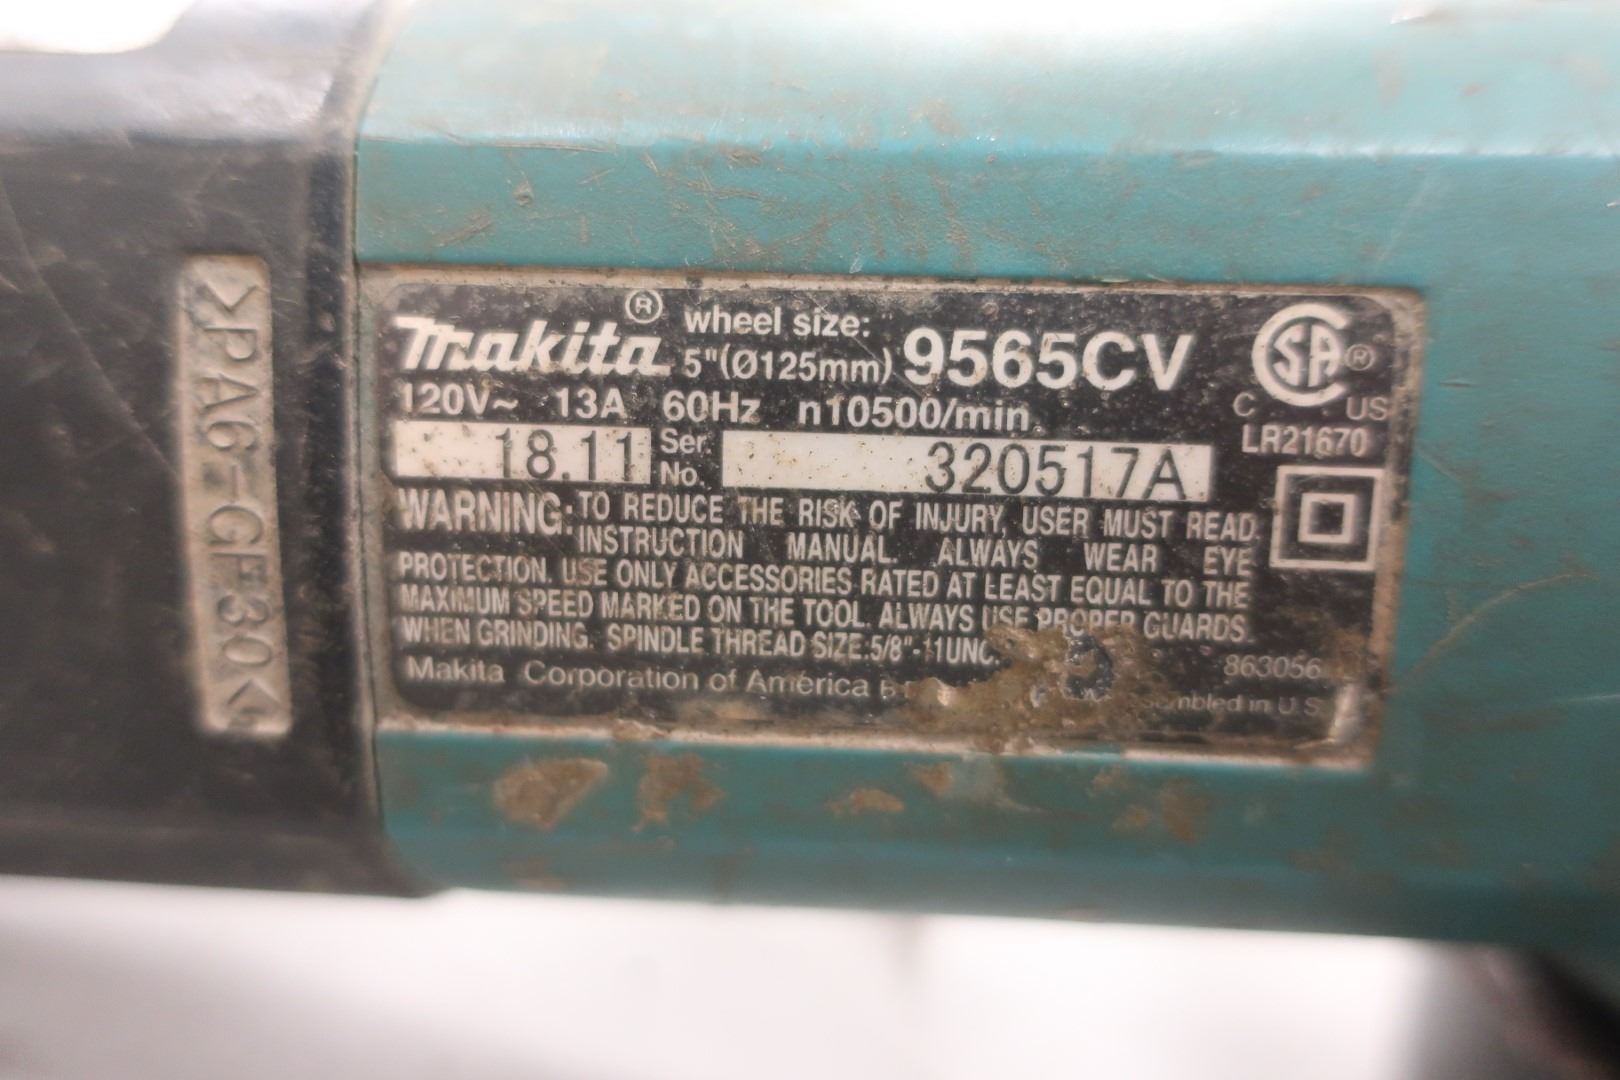 >PA6-GF30<
Makita® wheel size: 5"(Ø125mm) 9565CV
120V~ 13A 60Hz n10500/min
18.11 Ser. No. 320517A
WARNING: TO REDUCE THE RISK OF INJURY, USER MUST READ
INSTRUCTION MANUAL. ALWAYS WEAR EYE
PROTECTION. USE ONLY ACCESSORIES RATED AT LEAST EQUAL TO THE
MAXIMUM SPEED MARKED ON THE TOOL. ALWAYS USE PROPER GUARDS
WHEN GRINDING. SPINDLE THREAD SIZE:5/8"-11UNC.
863056
Makita Corporation of America
in U.S.
CSA®
C US
LR21670